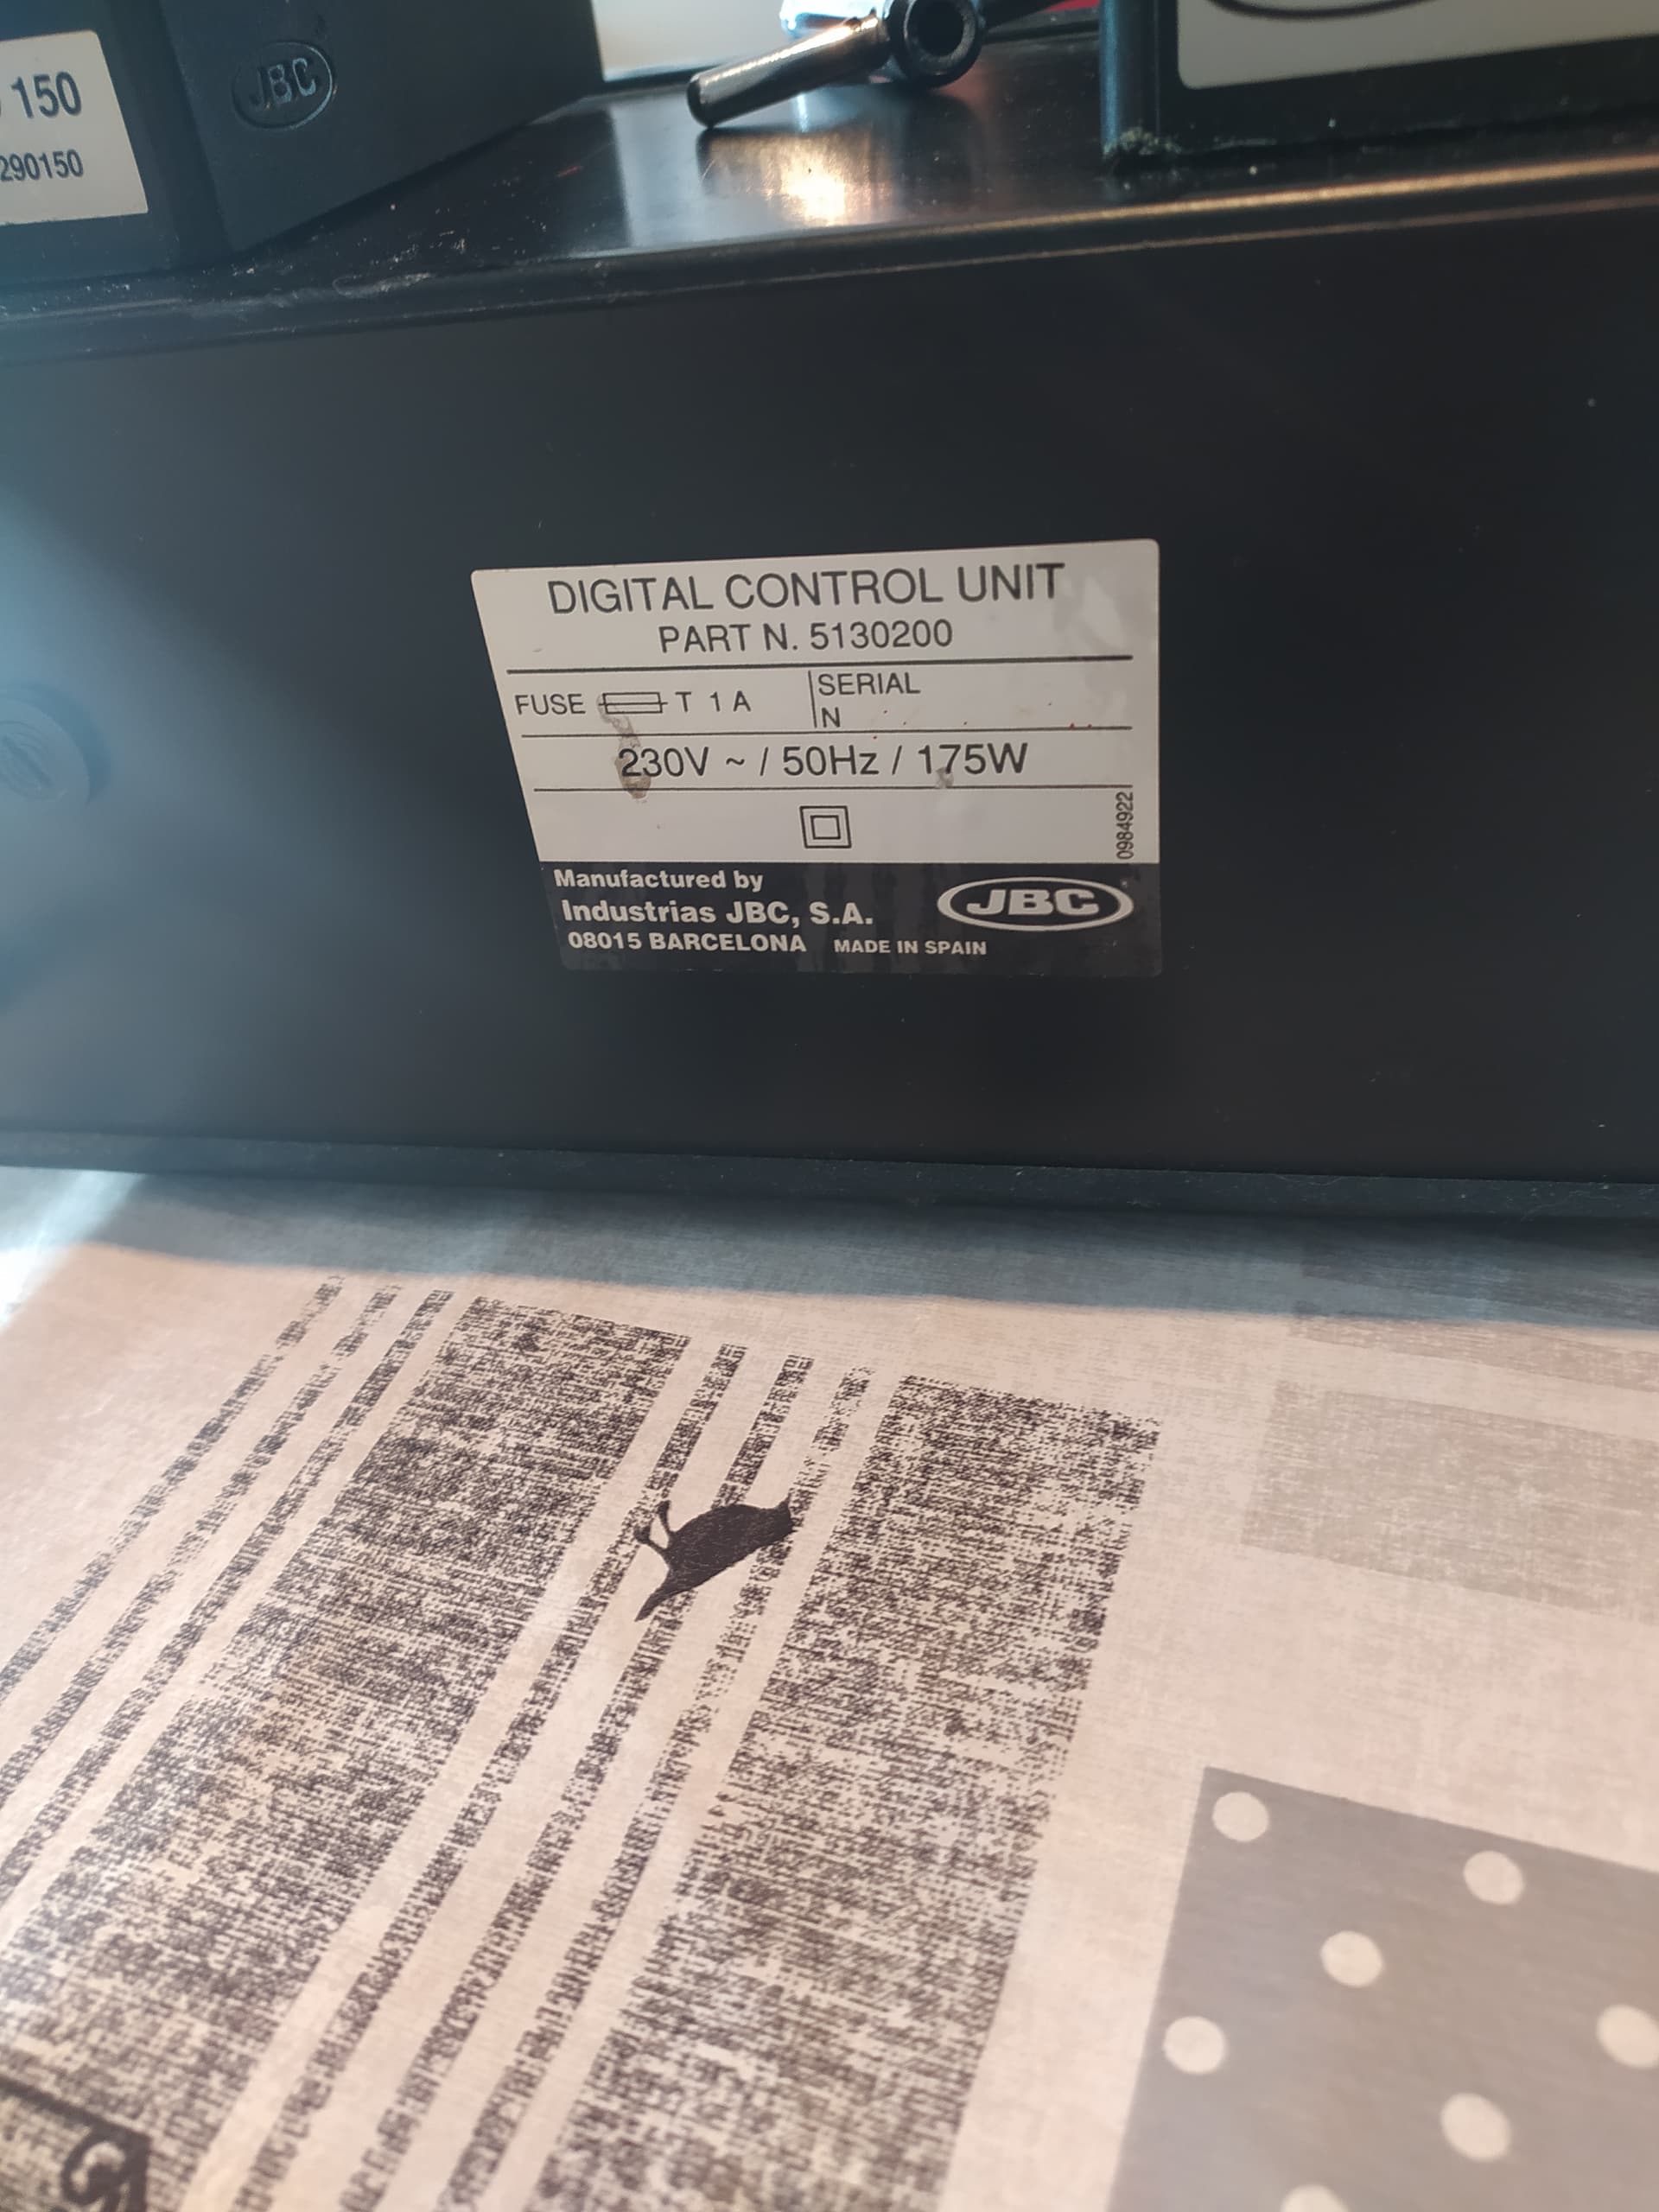 150
290150
JBC
DIGITAL CONTROL UNIT
PART N. 5130200
FUSE T 1 A
SERIAL
N
230V ~ / 50Hz / 175W
0984922
Manufactured by
Industrias JBC, S.A.
08015 BARCELONA MADE IN SPAIN
JBC